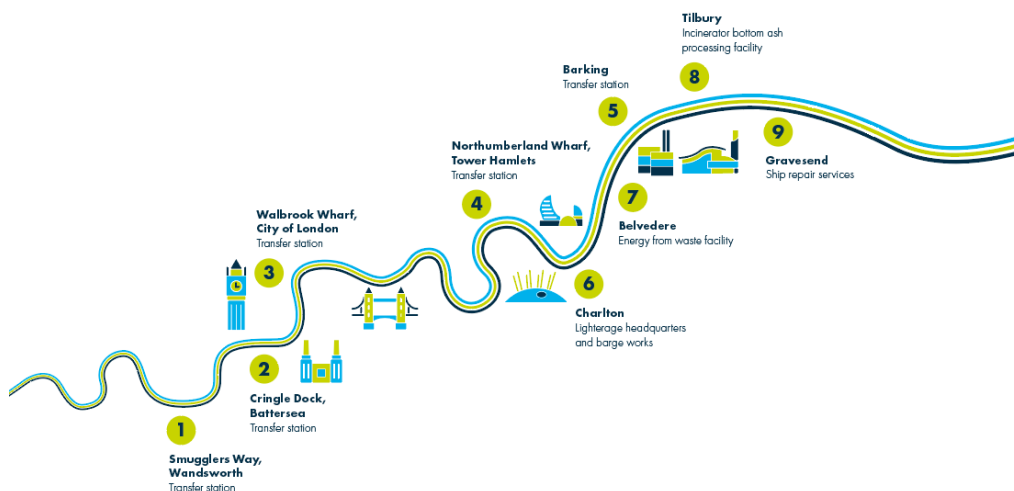 Tilbury
Incinerator bottom ash
processing facility
8
Barking
Transfer station
5
9
Gravesend
Ship repair services
Northumberland Wharf,
Tower Hamlets
Transfer station
4
7
Belvedere
Energy from waste facility
Walbrook Wharf,
City of London
Transfer station
3
6
Charlton
Lighterage headquarters
and barge works
2
Cringle Dock,
Battersea
Transfer station
1
Smugglers Way,
Wandsworth
Transfer station